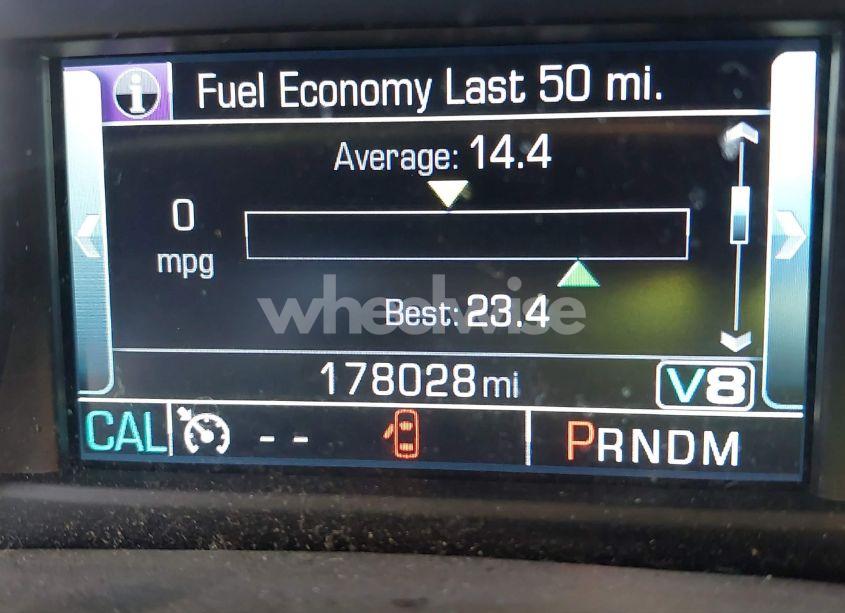 i Fuel Economy Last 50 mi.
Average: 14.4
0
mpg
wheelwise
Best: 23.4
178028 mi V8
CAL -- PRNDM